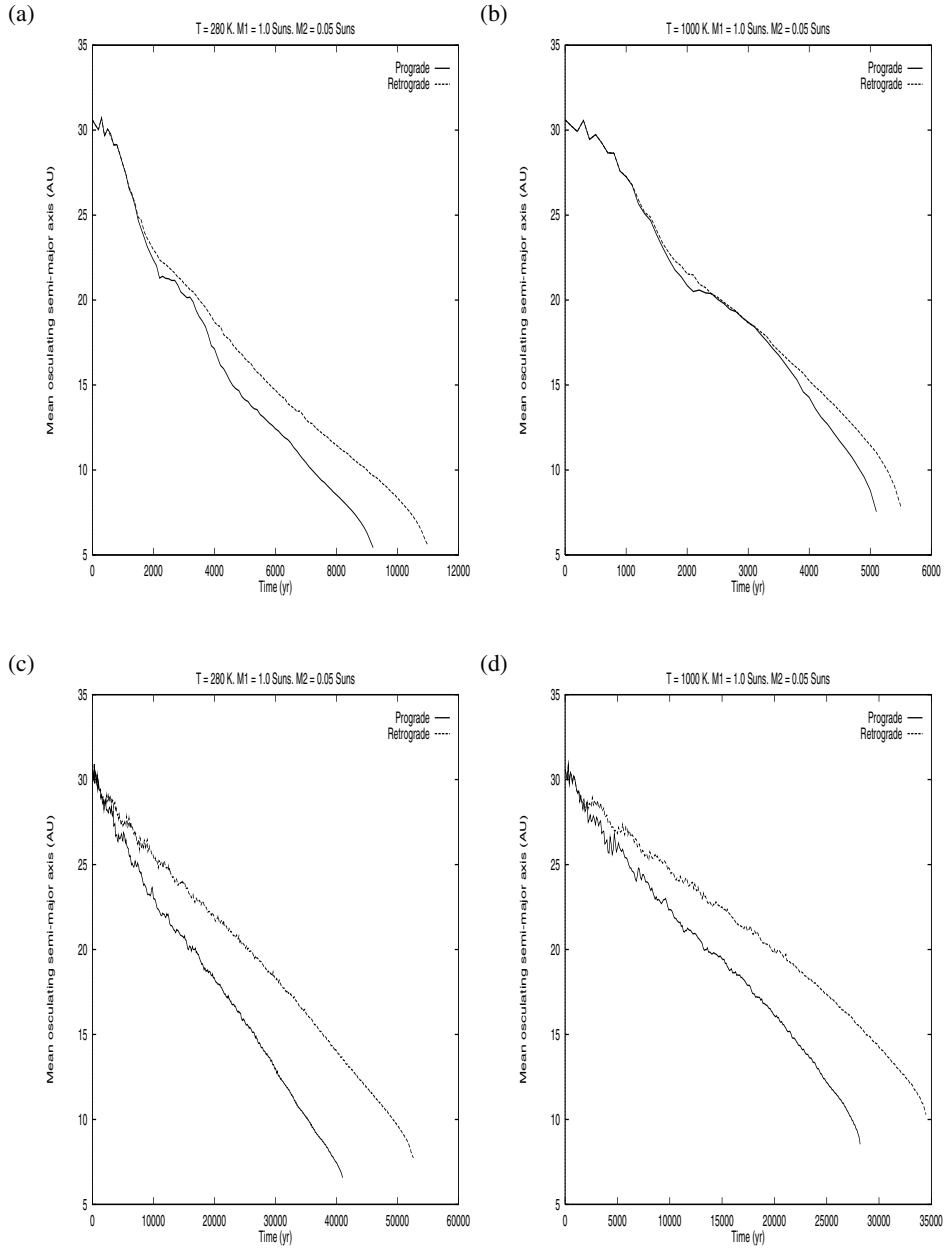 (a)
T = 280 K. M1 = 1.0 Suns. M2 = 0.05 Suns
Prograde
Retrograde
Mean osculating semi-major axis (AU)
35
30
25
20
15
10
5
0 2000 4000 6000 8000 10000 12000
Time (yr)
(b)
T = 1000 K. M1 = 1.0 Suns. M2 = 0.05 Suns
Prograde
Retrograde
Mean osculating semi-major axis (AU)
35
30
25
20
15
10
5
0 1000 2000 3000 4000 5000 6000
Time (yr)
(c)
T = 280 K. M1 = 1.0 Suns. M2 = 0.05 Suns
Prograde
Retrograde
Mean osculating semi-major axis (AU)
35
30
25
20
15
10
5
0 10000 20000 30000 40000 50000 60000
Time (yr)
(d)
T = 1000 K. M1 = 1.0 Suns. M2 = 0.05 Suns
Prograde
Retrograde
Mean osculating semi-major axis (AU)
35
30
25
20
15
10
5
0 5000 10000 15000 20000 25000 30000 35000
Time (yr)